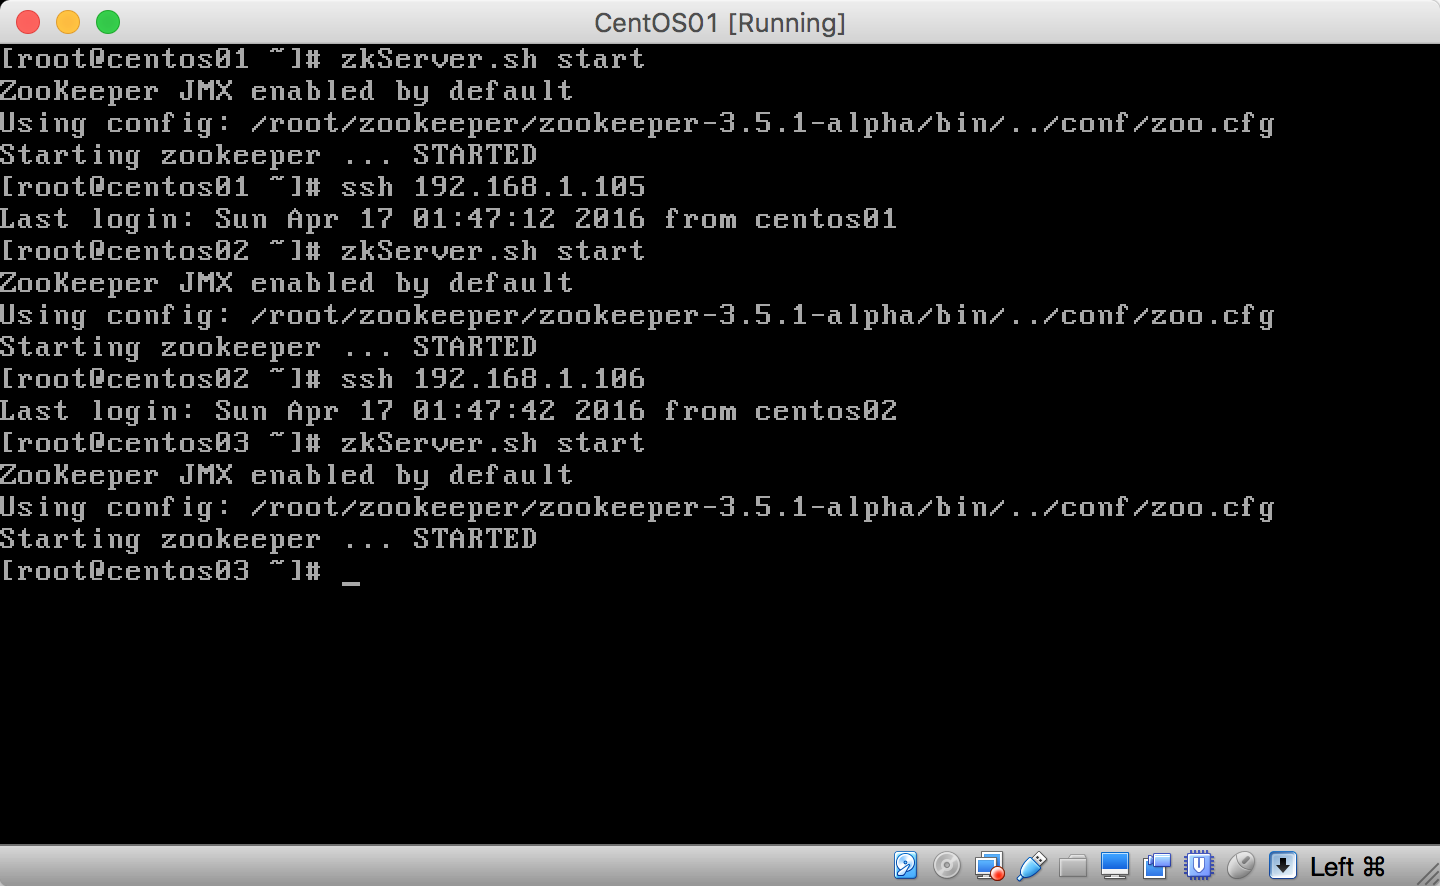 CentOS01 [Running]
[root@centos01 ~]# zkServer.sh start
ZooKeeper JMX enabled by default
Using config: /root/zookeeper/zookeeper-3.5.1-alpha/bin/../conf/zoo.cfg
Starting zookeeper ... STARTED
[root@centos01 ~]# ssh 192.168.1.105
Last login: Sun Apr 17 01:47:12 2016 from centos01
[root@centos02 ~]# zkServer.sh start
ZooKeeper JMX enabled by default
Using config: /root/zookeeper/zookeeper-3.5.1-alpha/bin/../conf/zoo.cfg
Starting zookeeper ... STARTED
[root@centos02 ~]# ssh 192.168.1.106
Last login: Sun Apr 17 01:47:42 2016 from centos02
[root@centos03 ~]# zkServer.sh start
ZooKeeper JMX enabled by default
Using config: /root/zookeeper/zookeeper-3.5.1-alpha/bin/../conf/zoo.cfg
Starting zookeeper ... STARTED
[root@centos03 ~]# _
Left ⌘